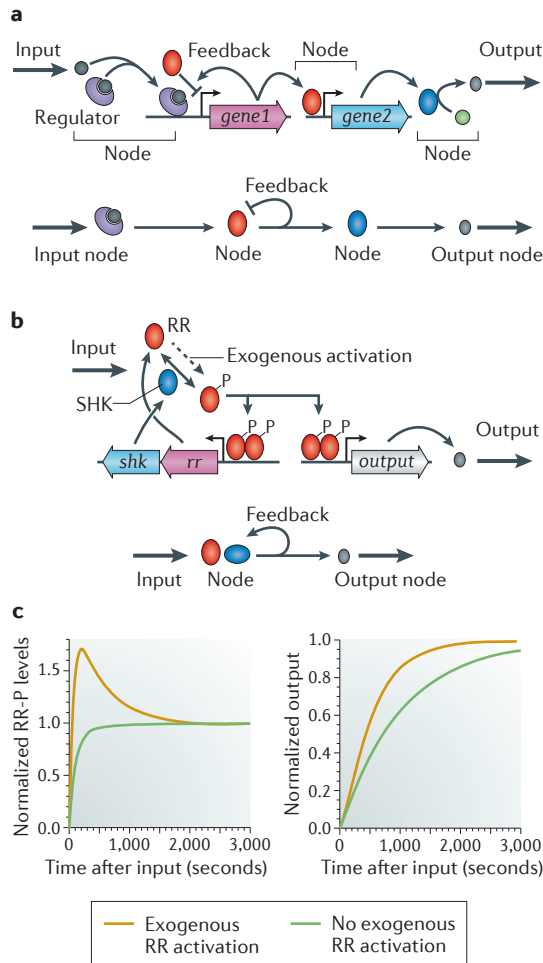 a
Input
Feedback
Node
Output
Regulator
gene1
gene2
Node
Node
Feedback
Input node
Node
Node
Output node
b
RR
Input
Exogenous activation
P
SHK
P P
P P
shk
rr
output
Output
Feedback
Input
Node
Output node
c
Normalized RR-P levels
1.5
1.0
0.5
0.0
0
1,000
2,000
3,000
Time after input (seconds)
Normalized output
1.0
0.8
0.6
0.4
0.2
0.0
0
1,000
2,000
3,000
Time after input (seconds)
Exogenous
RR activation
No exogenous
RR activation